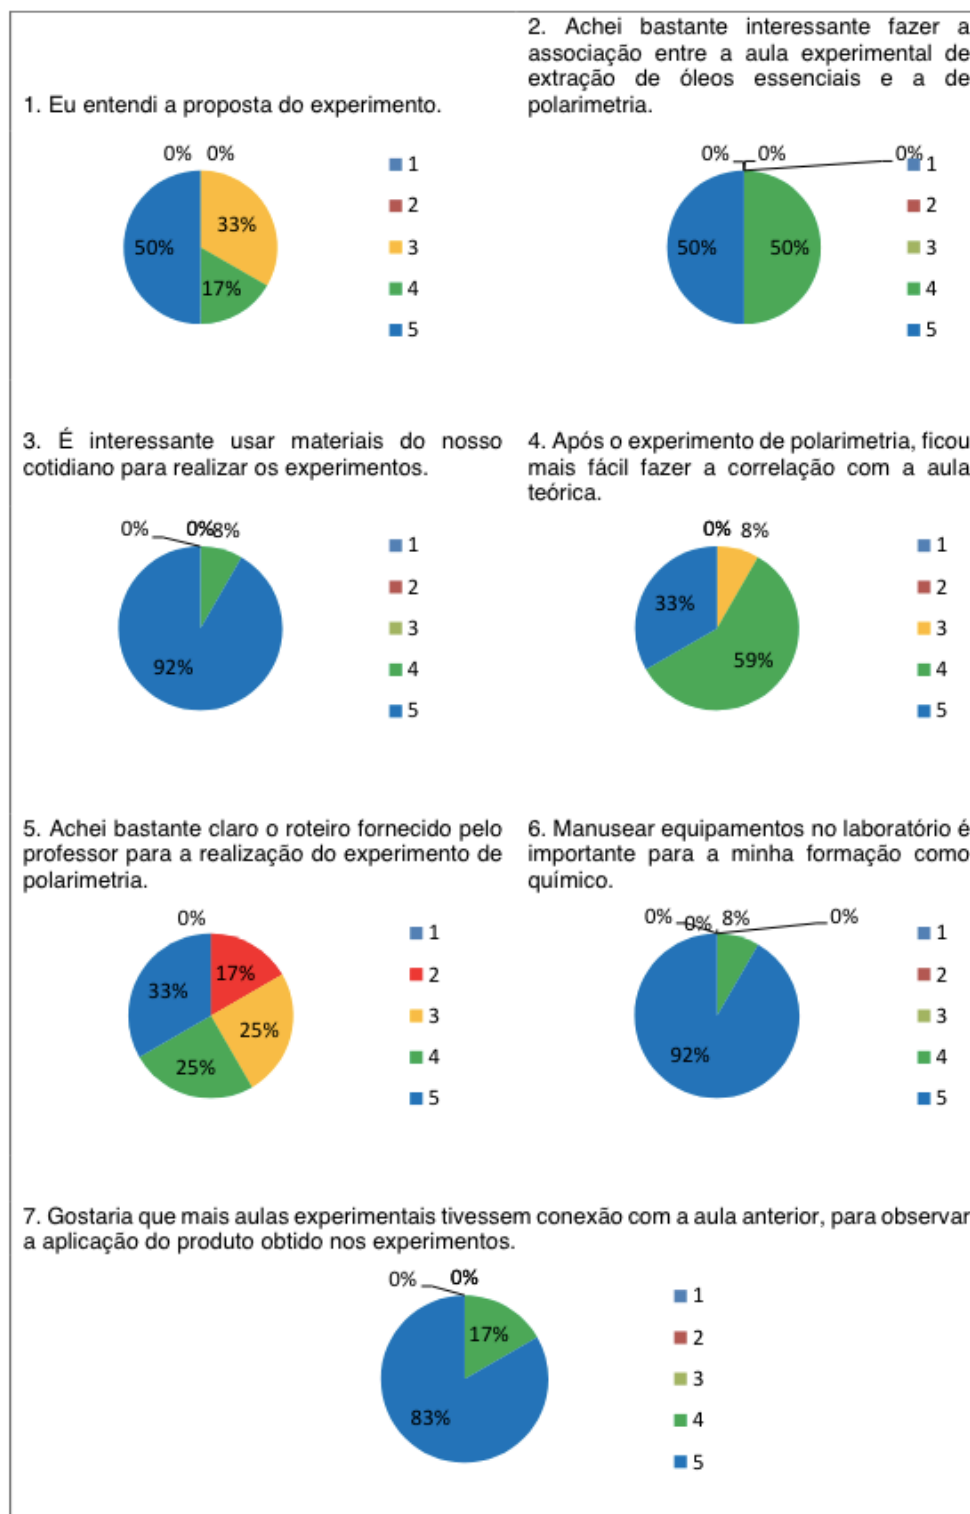 1. Eu entendi a proposta do experimento.
0% 0%
33%
50%
17%
1
2
3
4
5
2. Achei bastante interessante fazer a
associação entre a aula experimental de
extração de óleos essenciais e a de
polarimetria.
0% 0% 0%
50% 50%
1
2
3
4
5
3. É interessante usar materiais do nosso
cotidiano para realizar os experimentos.
0% 0% 8%
92%
1
2
3
4
5
4. Após o experimento de polarimetria, ficou
mais fácil fazer a correlação com a aula
teórica.
0% 8%
33%
59%
1
2
3
4
5
5. Achei bastante claro o roteiro fornecido pelo
professor para a realização do experimento de
polarimetria.
0%
17%
33%
25%
25%
1
2
3
4
5
6. Manusear equipamentos no laboratório é
importante para a minha formação como
químico.
0% 0% 8% 0%
92%
1
2
3
4
5
7. Gostaria que mais aulas experimentais tivessem conexão com a aula anterior, para observar
a aplicação do produto obtido nos experimentos.
0% 0%
17%
83%
1
2
3
4
5